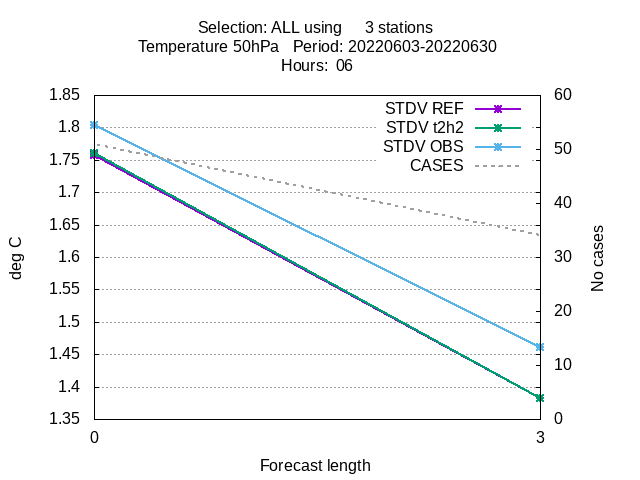 Selection: ALL using 3 stations
Temperature 50hPa Period: 20220603-20220630
Hours: 06
1.85
1.8
1.75
1.7
1.65
1.6
1.55
1.5
1.45
1.4
1.35
60
50
40
30
20
10
0
STDV REF
STDV t2h2
STDV OBS
CASES
deg C
No cases
0
3
Forecast length